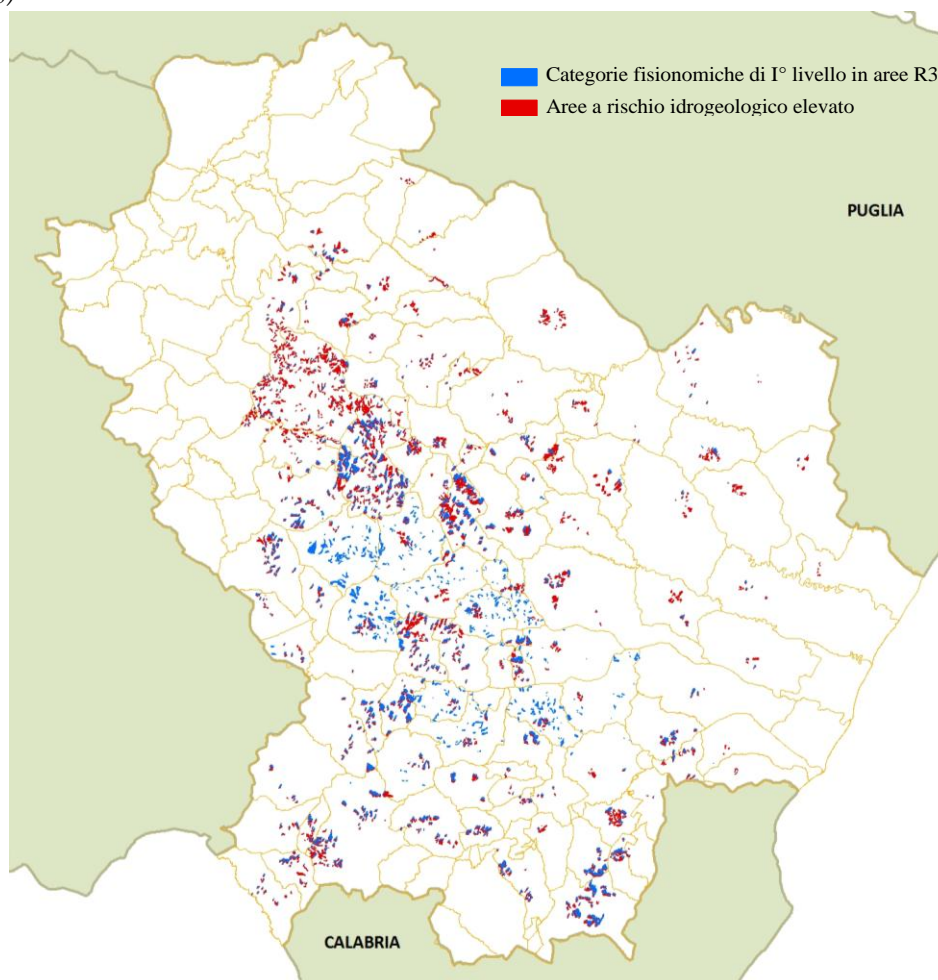 Categorie fisionomiche di I° livello in aree R3
Aree a rischio idrogeologico elevato
PUGLIA
CALABRIA